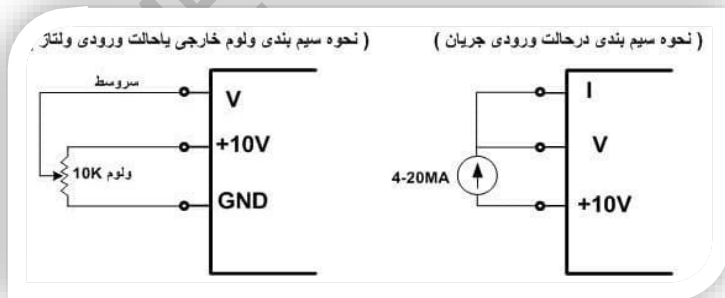 ( نحوه سیم بندی درحالت ورودی جریان )
( نحوه سیم بندی ولوم خارجی یاحالت ورودی ولتاژ
I
V
+10V
4-20MA
سروسط
V
+10V
GND
ولوم 10K